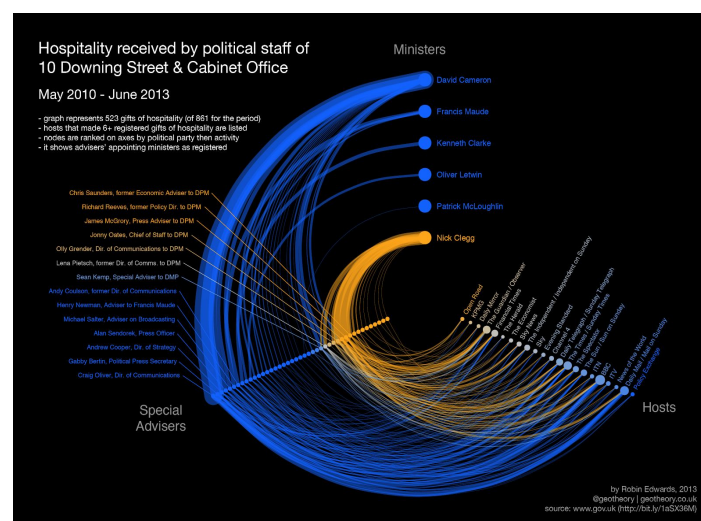 Hospitality received by political staff of
10 Downing Street & Cabinet Office
May 2010 - June 2013
- graph represents 523 gifts of hospitality (of 861 for the period)
- hosts that made 6+ registered gifts of hospitality are listed
- nodes are ranked on axes by political party then activity
- it shows advisers' appointing ministers as registered
Ministers
David Cameron
Francis Maude
Kenneth Clarke
Oliver Letwin
Patrick McLoughlin
Nick Clegg
Chris Saunders, former Economic Adviser to DPM
Richard Reeves, former Policy Dir. to DPM
James McGrory, Press Adviser to DPM
Jonny Oates, Chief of Staff to DPM
Olly Grender, Dir. of Communications to DPM
Lena Pietsch, former Dir. of Comms. to DPM
Sean Kemp, Special Adviser to DMP
Andy Coulson, former Dir. of Communications
Henry Newman, Adviser to Francis Maude
Michael Salter, Adviser on Broadcasting
Alan Sendorek, Press Officer
Andrew Cooper, Dir. of Strategy
Gabby Bertin, Political Press Secretary
Craig Oliver, Dir. of Communications
Special
Advisers
Open Road
KPMG
Daily Mirror
The Guardian / Observer
Financial Times
The Herald
The Economist
Sky News
The Independent / Independent on Sunday
Sky
Evening Standard
Channel 4
Daily Telegraph / Sunday Telegraph
The Times / Sunday Times
The Spectator
The Sun / Sun on Sunday
ITN
BBC
ITV
News of the World
Daily Mail / Mail on Sunday
Policy Exchange
Hosts
by Robin Edwards, 2013
@geotheory | geotheory.co.uk
source: www.gov.uk (http://bit.ly/1aSX36M)